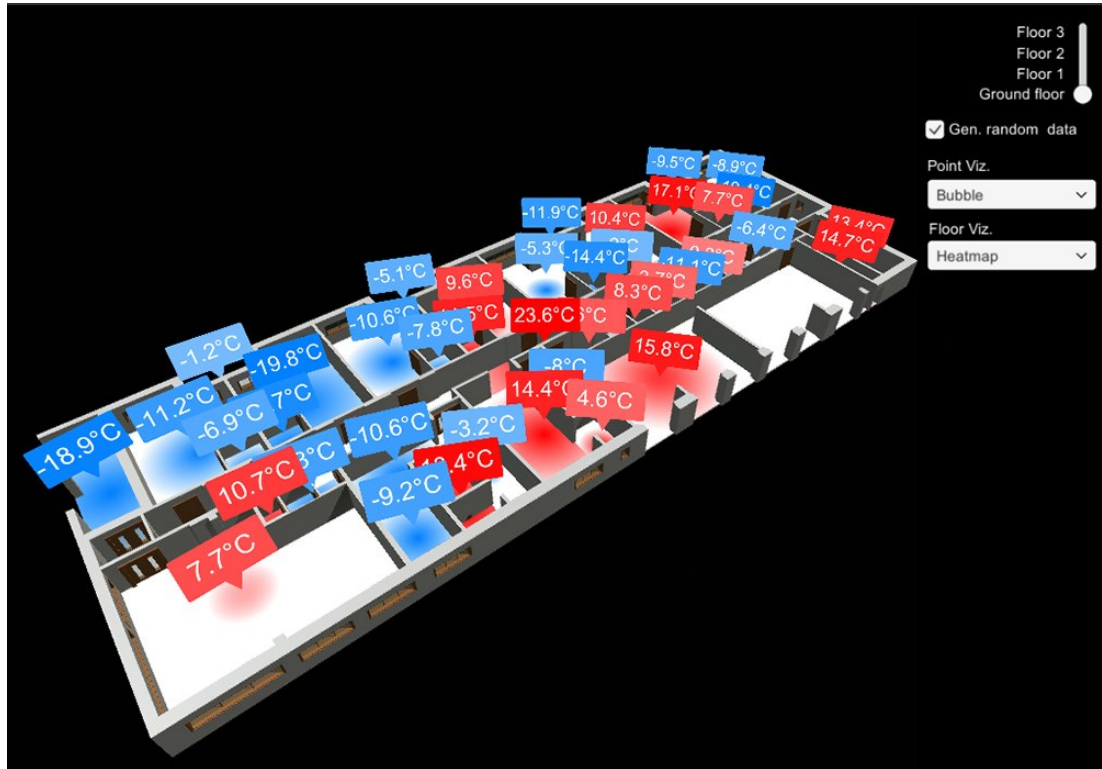 Floor 3
Floor 2
Floor 1
Ground floor
Gen. random data
Point Viz.
Bubble
Floor Viz.
Heatmap
-9.5°C
-8.9°C
17.1°
7.7°C
-11.9°C
10.4°C
-6.4°C
14.7°C
-5.3°
-14.4°C
-11.1°C
-5.1°C
9.6°C
8.3°C
-10.6°C
-7.8°C
23.6°C
15.8°C
-1.2°C
-19.8°C
-8°C
-11.2°C
-6.9°C
14.4°C
4.6°C
-18.9°C
-10.6°C
-3.2°C
10.7°C
-9.2°C
7.7°C